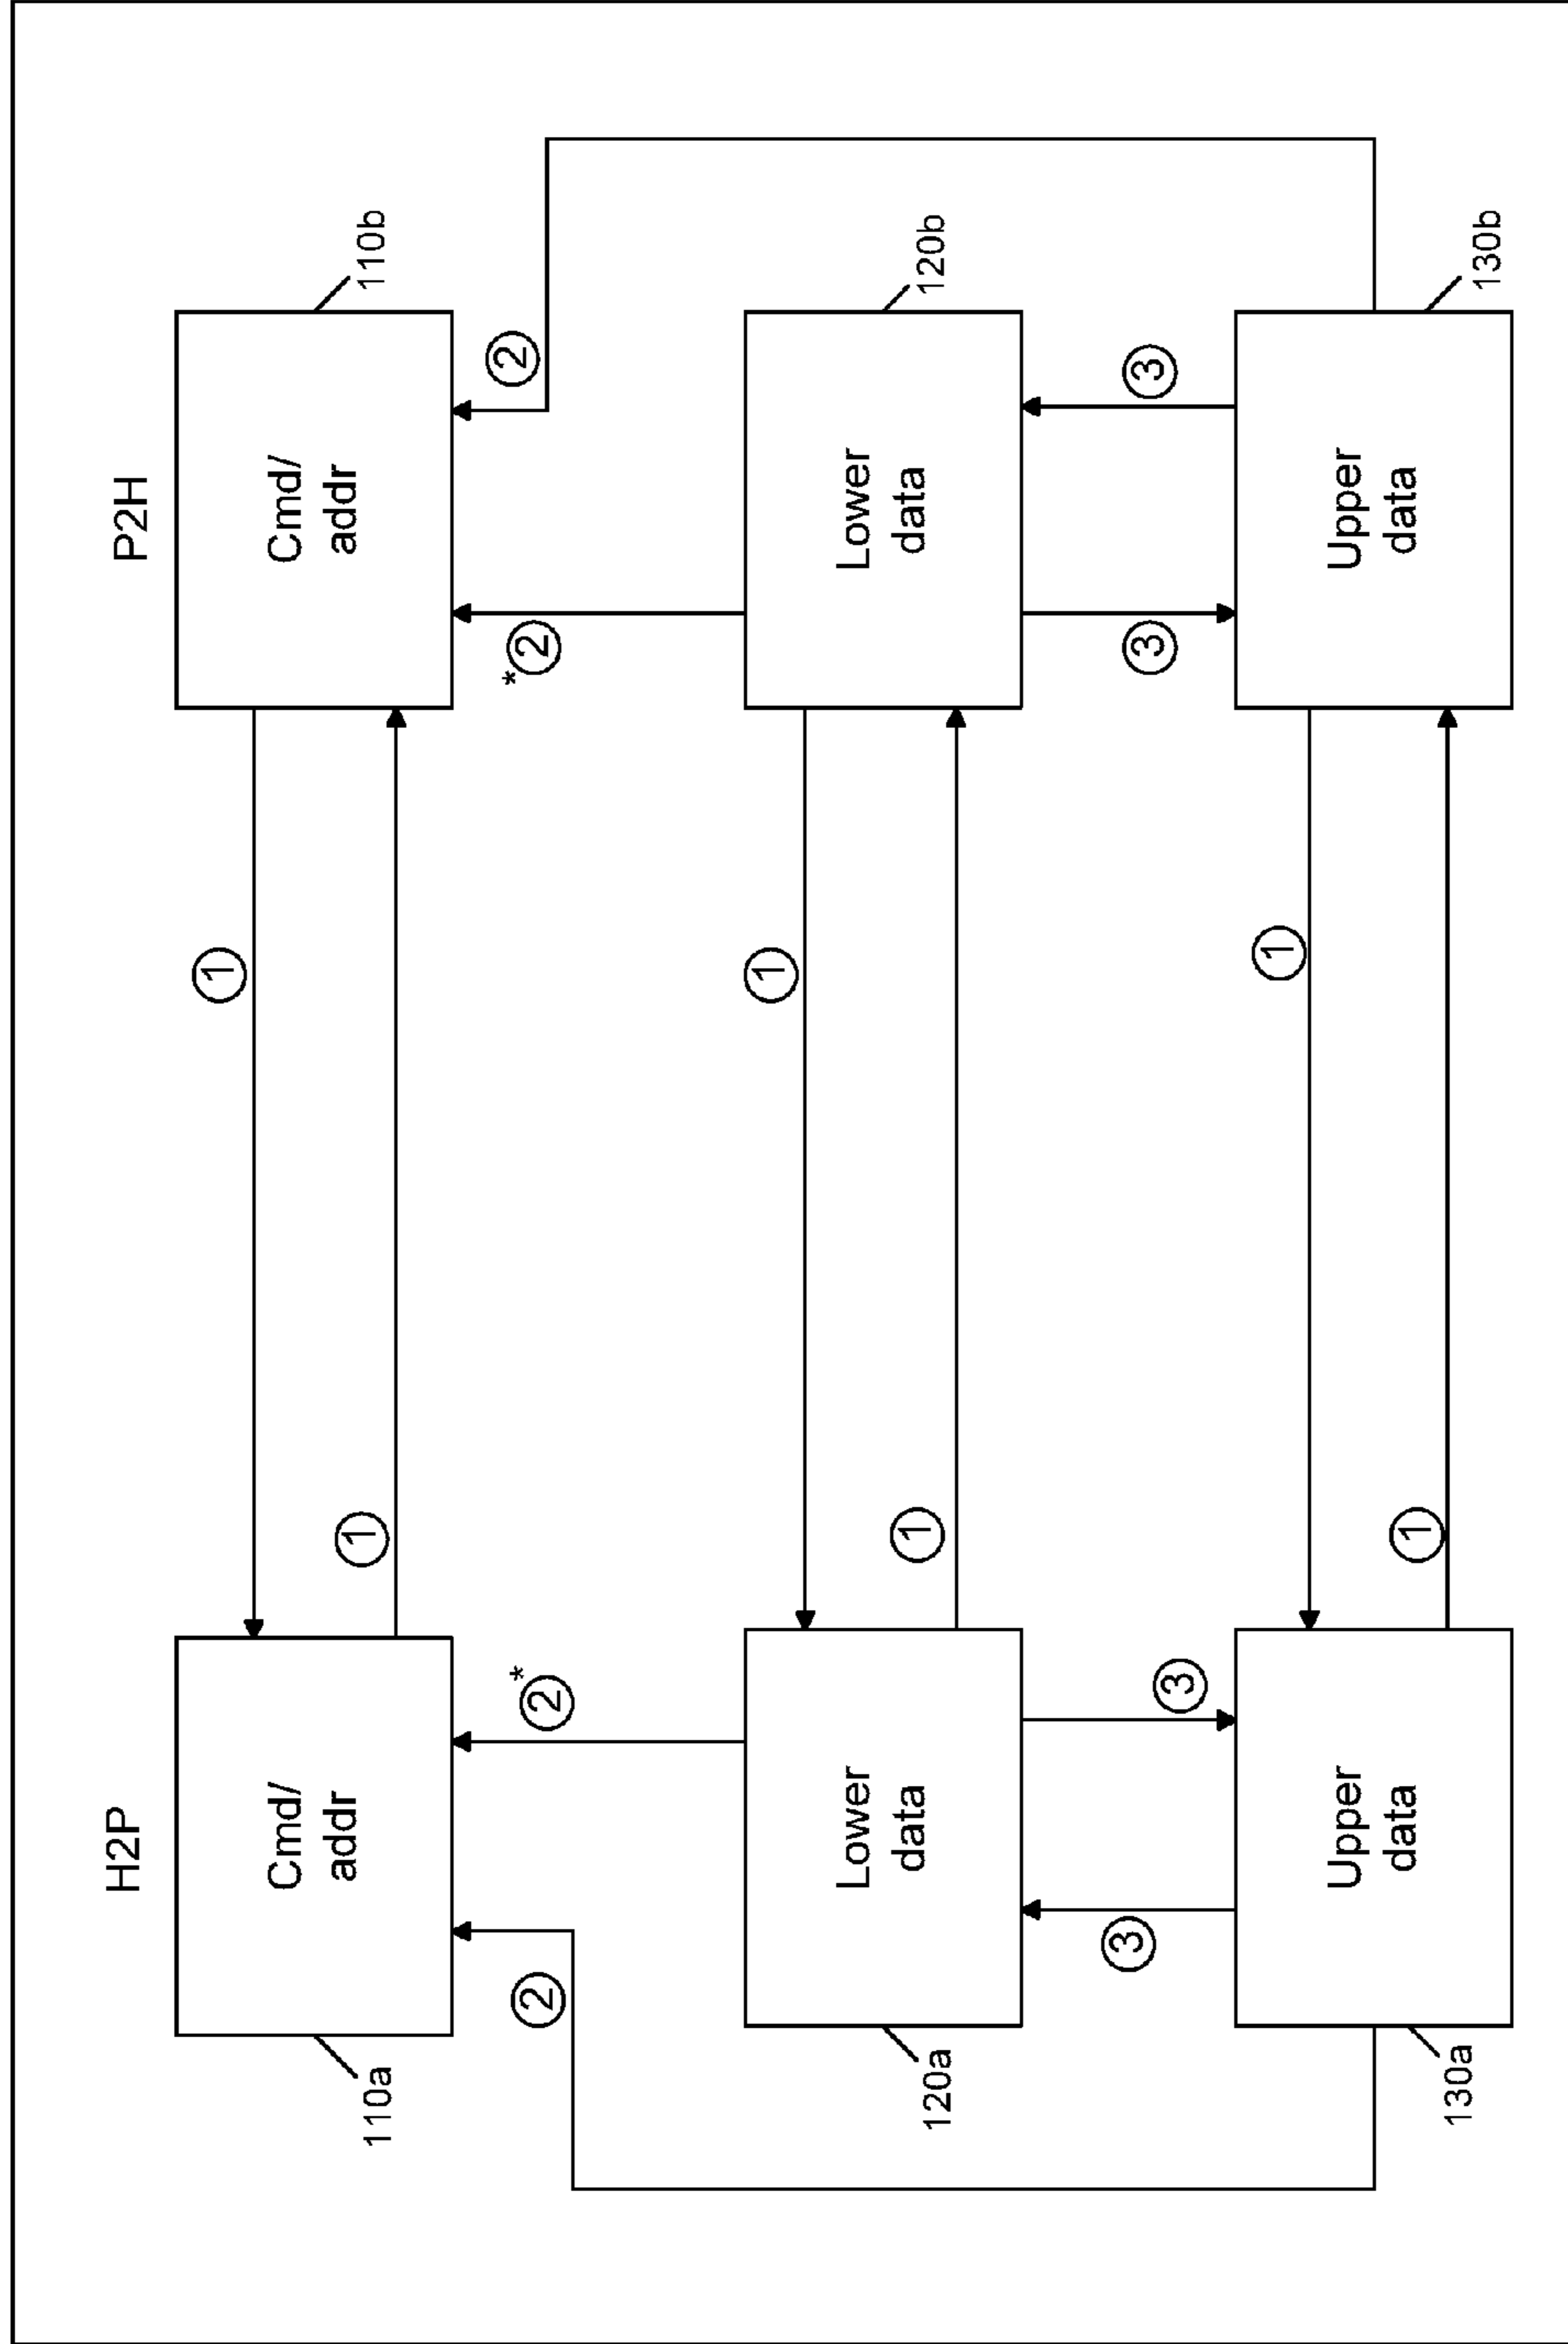 H2P
P2H
Cmd/
addr
110a
①
①
Cmd/
addr
110b
②
②*
*②
②
Lower
data
120a
①
①
Lower
data
120b
③
③
③
③
Upper
data
130a
①
①
Upper
data
130b